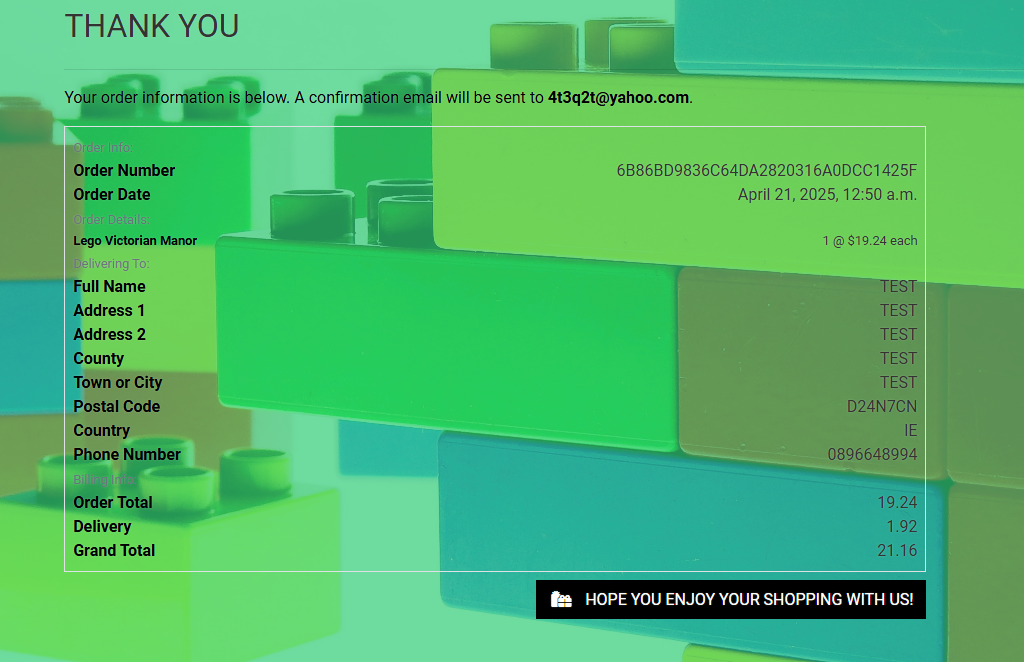 THANK YOU
Your order information is below. A confirmation email will be sent to 4t3q2t@yahoo.com.
Order Info:
Order Number 6B86BD9836C64DA2820316A0DCC1425F
Order Date April 21, 2025, 12:50 a.m.
Order Details:
Lego Victorian Manor 1 @ $19.24 each
Delivering To:
Full Name TEST
Address 1 TEST
Address 2 TEST
County TEST
Town or City TEST
Postal Code D24N7CN
Country IE
Phone Number 0896648994
Billing Info:
Order Total 19.24
Delivery 1.92
Grand Total 21.16
HOPE YOU ENJOY YOUR SHOPPING WITH US!